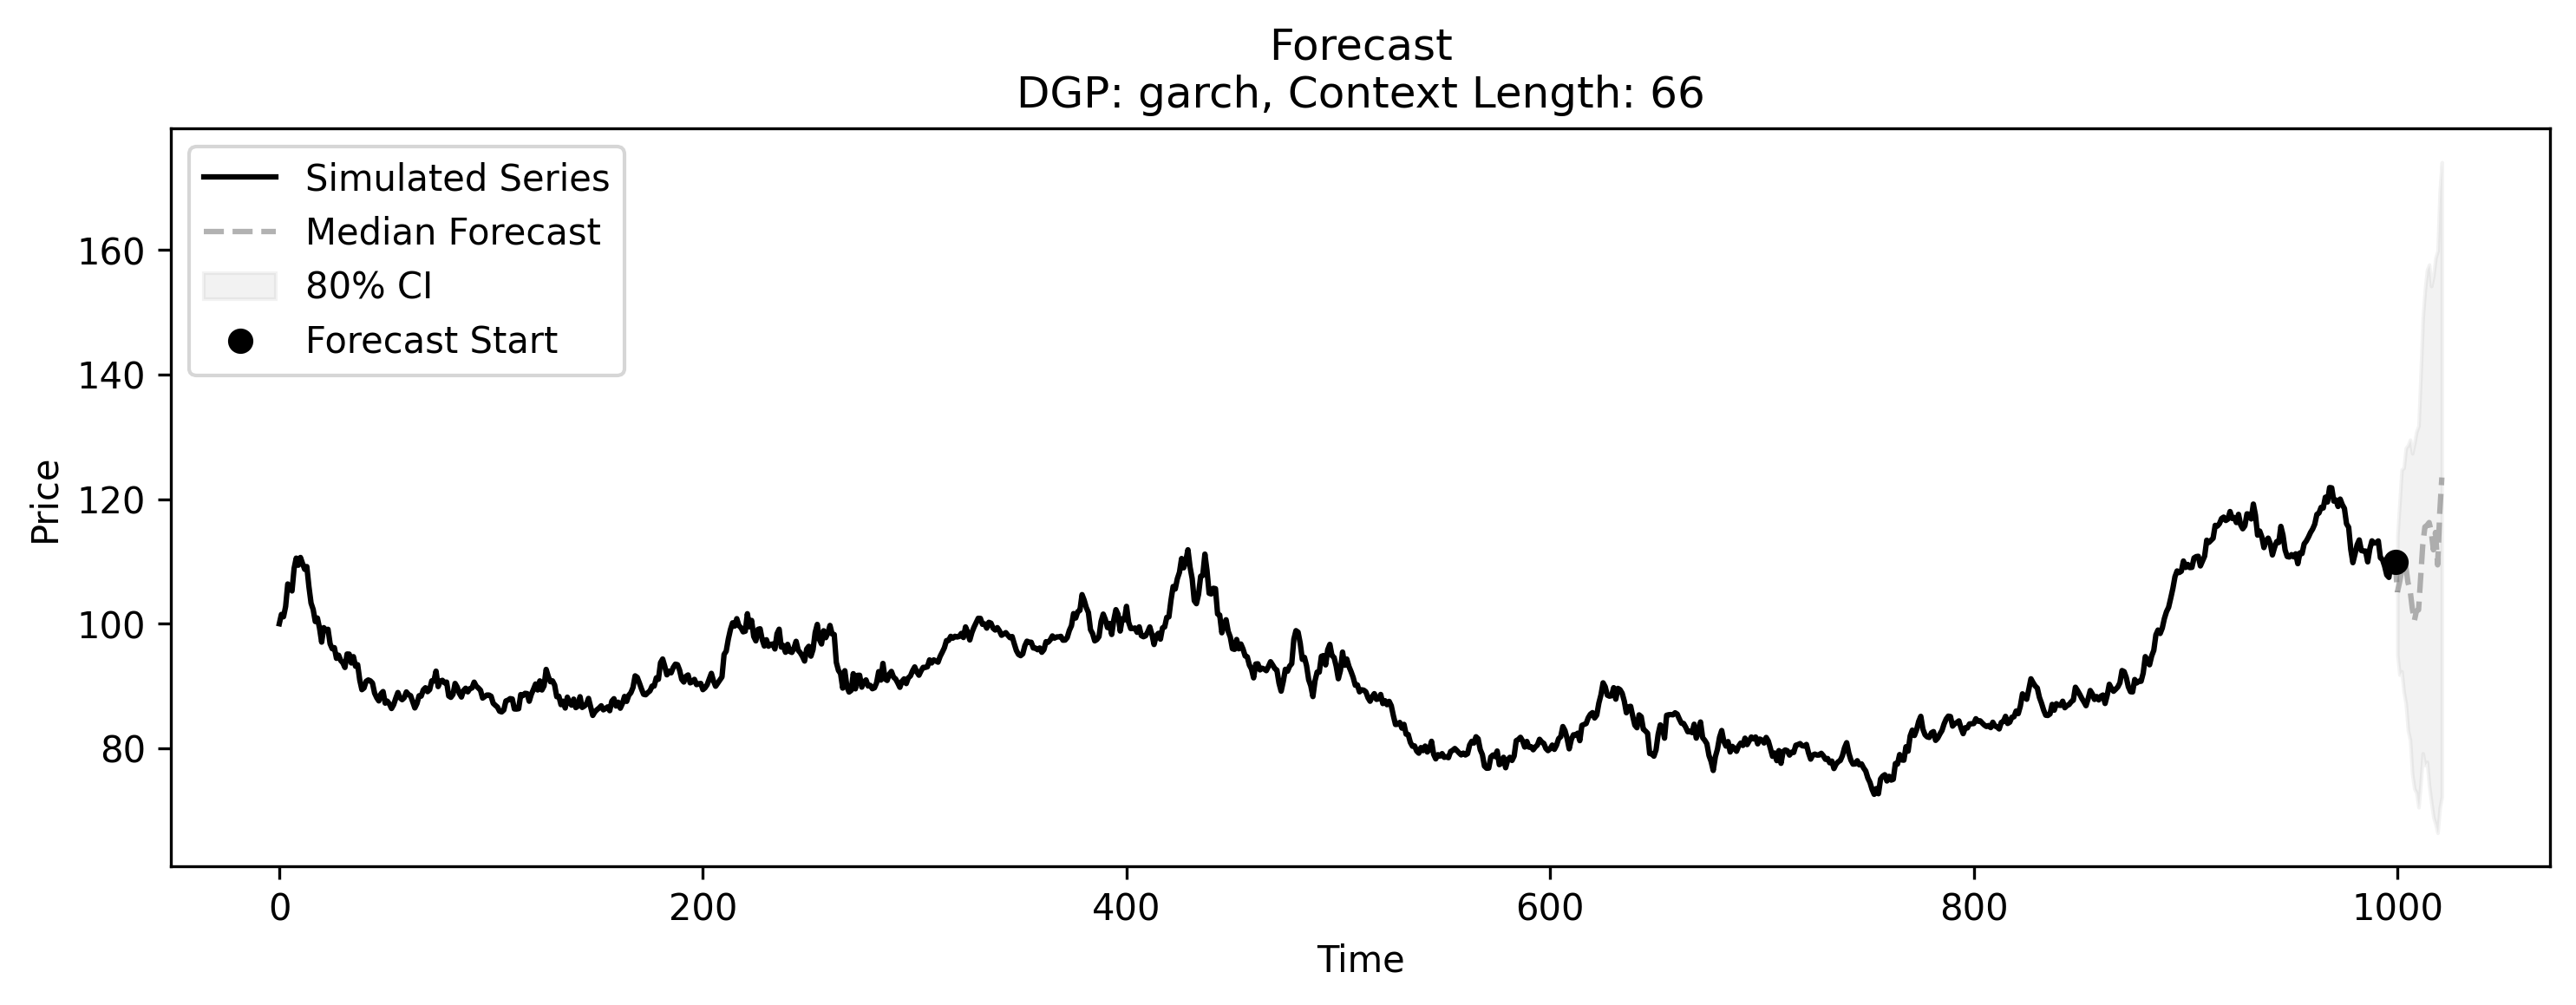 Forecast
DGP: garch, Context Length: 66
Simulated Series
Median Forecast
80% CI
Forecast Start
160
140
120
100
80
Price
0
200
400
600
800
1000
Time